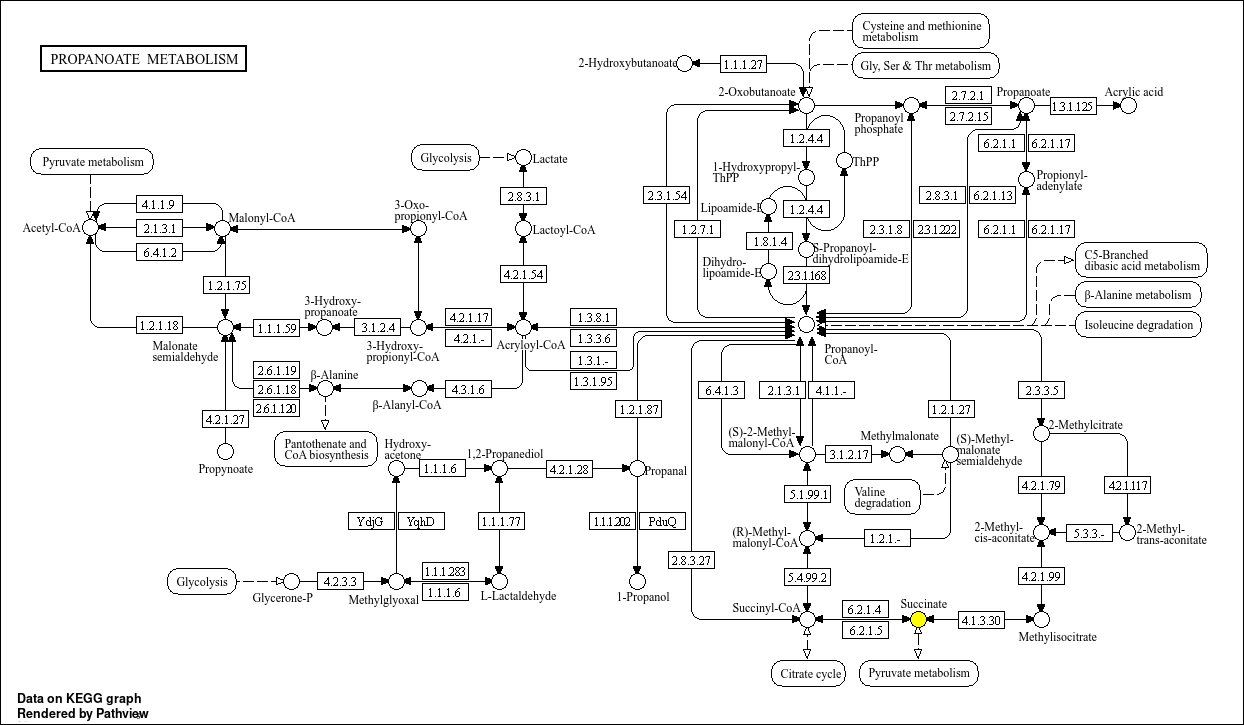 PROPANOATE METABOLISM
Cysteine and methionine
metabolism
Gly, Ser & Thr metabolism
2-Hydroxybutanoate
1.1.1.27
2-Oxobutanoate
Propanoyl
phosphate
2.7.2.1
2.7.2.15
Propanoate
1.3.1.125
Acrylic acid
1.2.4.4
ThPP
1-Hydroxypropyl-
ThPP
6.2.1.1
6.2.1.17
Propionyl-
adenylate
Pyruvate metabolism
Glycolysis
Lactate
2.8.3.1
Lactoyl-CoA
4.2.1.54
4.1.1.9
2.1.3.1
6.4.1.2
Acetyl-CoA
Malonyl-CoA
3-Oxo-
propionyl-CoA
2.3.1.54
1.2.7.1
Lipoamide-E
1.2.4.4
1.8.1.4
S-Propanoyl-
dihydrolipoamide-E
Dihydro-
lipoamide-E
2.3.1.168
2.8.3.1
6.2.1.13
2.3.1.8
2.3.1.222
6.2.1.1
6.2.1.17
C5-Branched
dibasic acid metabolism
β-Alanine metabolism
Isoleucine degradation
1.2.1.75
1.2.1.18
Malonate
semialdehyde
1.1.1.59
3-Hydroxy-
propanoate
3.1.2.4
3-Hydroxy-
propionyl-CoA
4.2.1.17
4.2.1.-
Acryloyl-CoA
1.3.8.1
1.3.3.6
1.3.1.-
1.3.1.95
Propanoyl-
CoA
2.6.1.19
2.6.1.18
2.6.1.120
β-Alanine
β-Alanyl-CoA
4.3.1.6
4.2.1.27
Propynoate
Pantothenate and
CoA biosynthesis
1.2.1.87
6.4.1.3
2.1.3.1
4.1.1.-
1.2.1.27
2.3.3.5
Hydroxy-
acetone
1.1.1.6
1,2-Propanediol
4.2.1.28
Propanal
(S)-2-Methyl-
malonyl-CoA
3.1.2.17
Methylmalonate
(S)-Methyl-
malonate
semialdehyde
2-Methylcitrate
Valine
degradation
5.1.99.1
4.2.1.79
4.2.1.117
YdjG
YqhD
1.1.1.77
1.1.1.202
PduQ
(R)-Methyl-
malonyl-CoA
1.2.1.-
2-Methyl-
cis-aconitate
5.3.3.-
2-Methyl-
trans-aconitate
2.8.3.27
5.4.99.2
4.2.1.99
Glycolysis
Glycerone-P
4.2.3.3
Methylglyoxal
1.1.1.283
1.1.1.6
L-Lactaldehyde
1-Propanol
Succinyl-CoA
6.2.1.4
6.2.1.5
Succinate
4.1.3.30
Methylisocitrate
Citrate cycle
Pyruvate metabolism
Data on KEGG graph
Rendered by Pathview